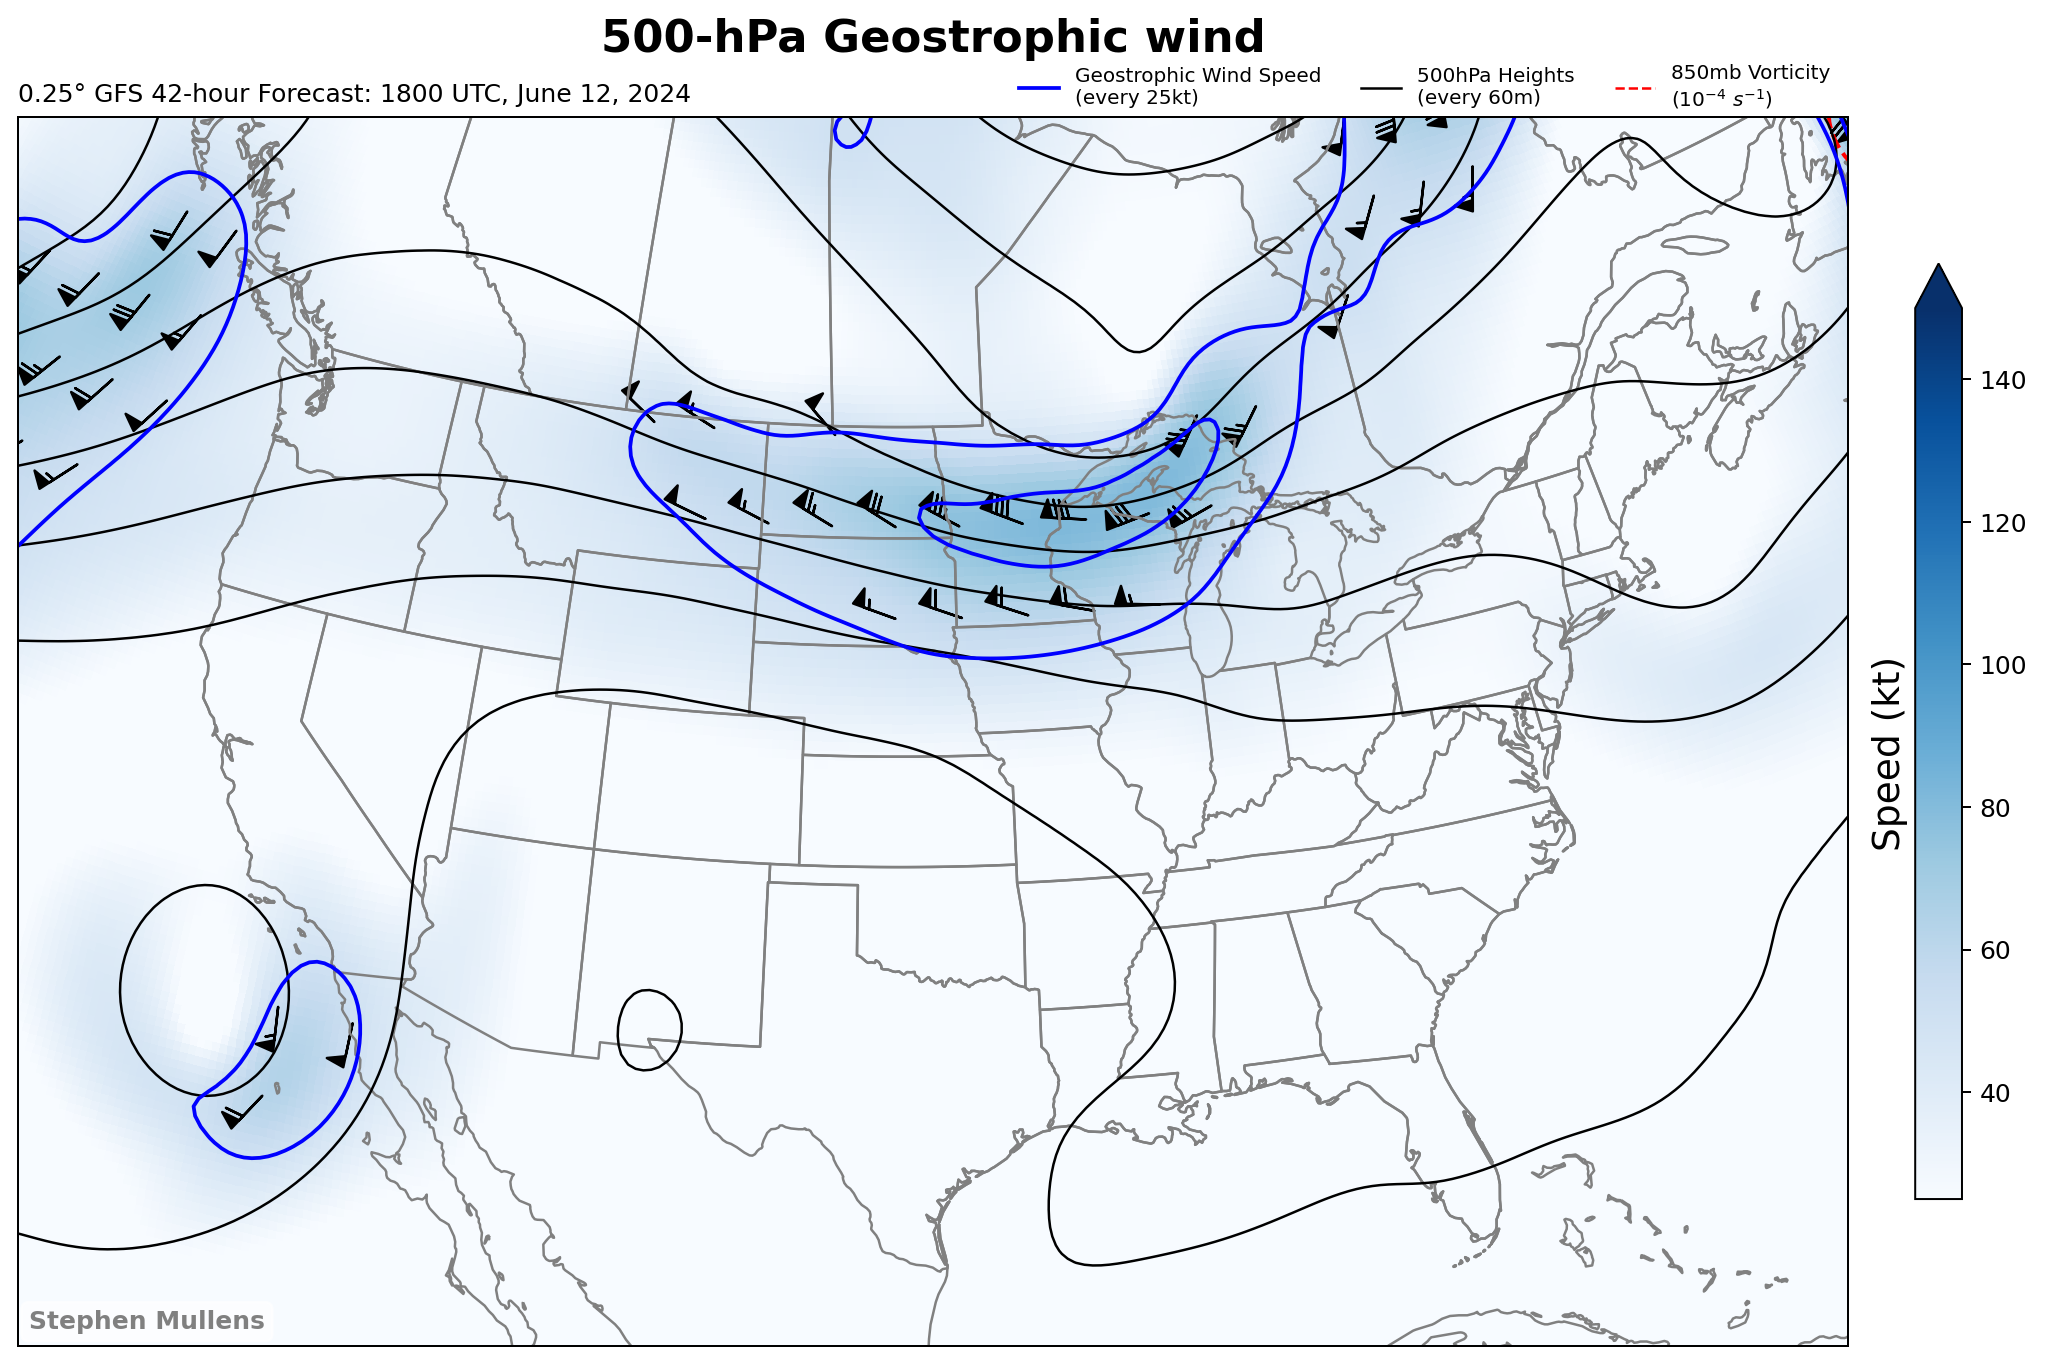 500-hPa Geostrophic wind
0.25° GFS 42-hour Forecast: 1800 UTC, June 12, 2024
Geostrophic Wind Speed
(every 25kt)
500hPa Heights
(every 60m)
850mb Vorticity
(10⁻⁴ s⁻¹)
140
120
100
80
60
40
Speed (kt)
Stephen Mullens